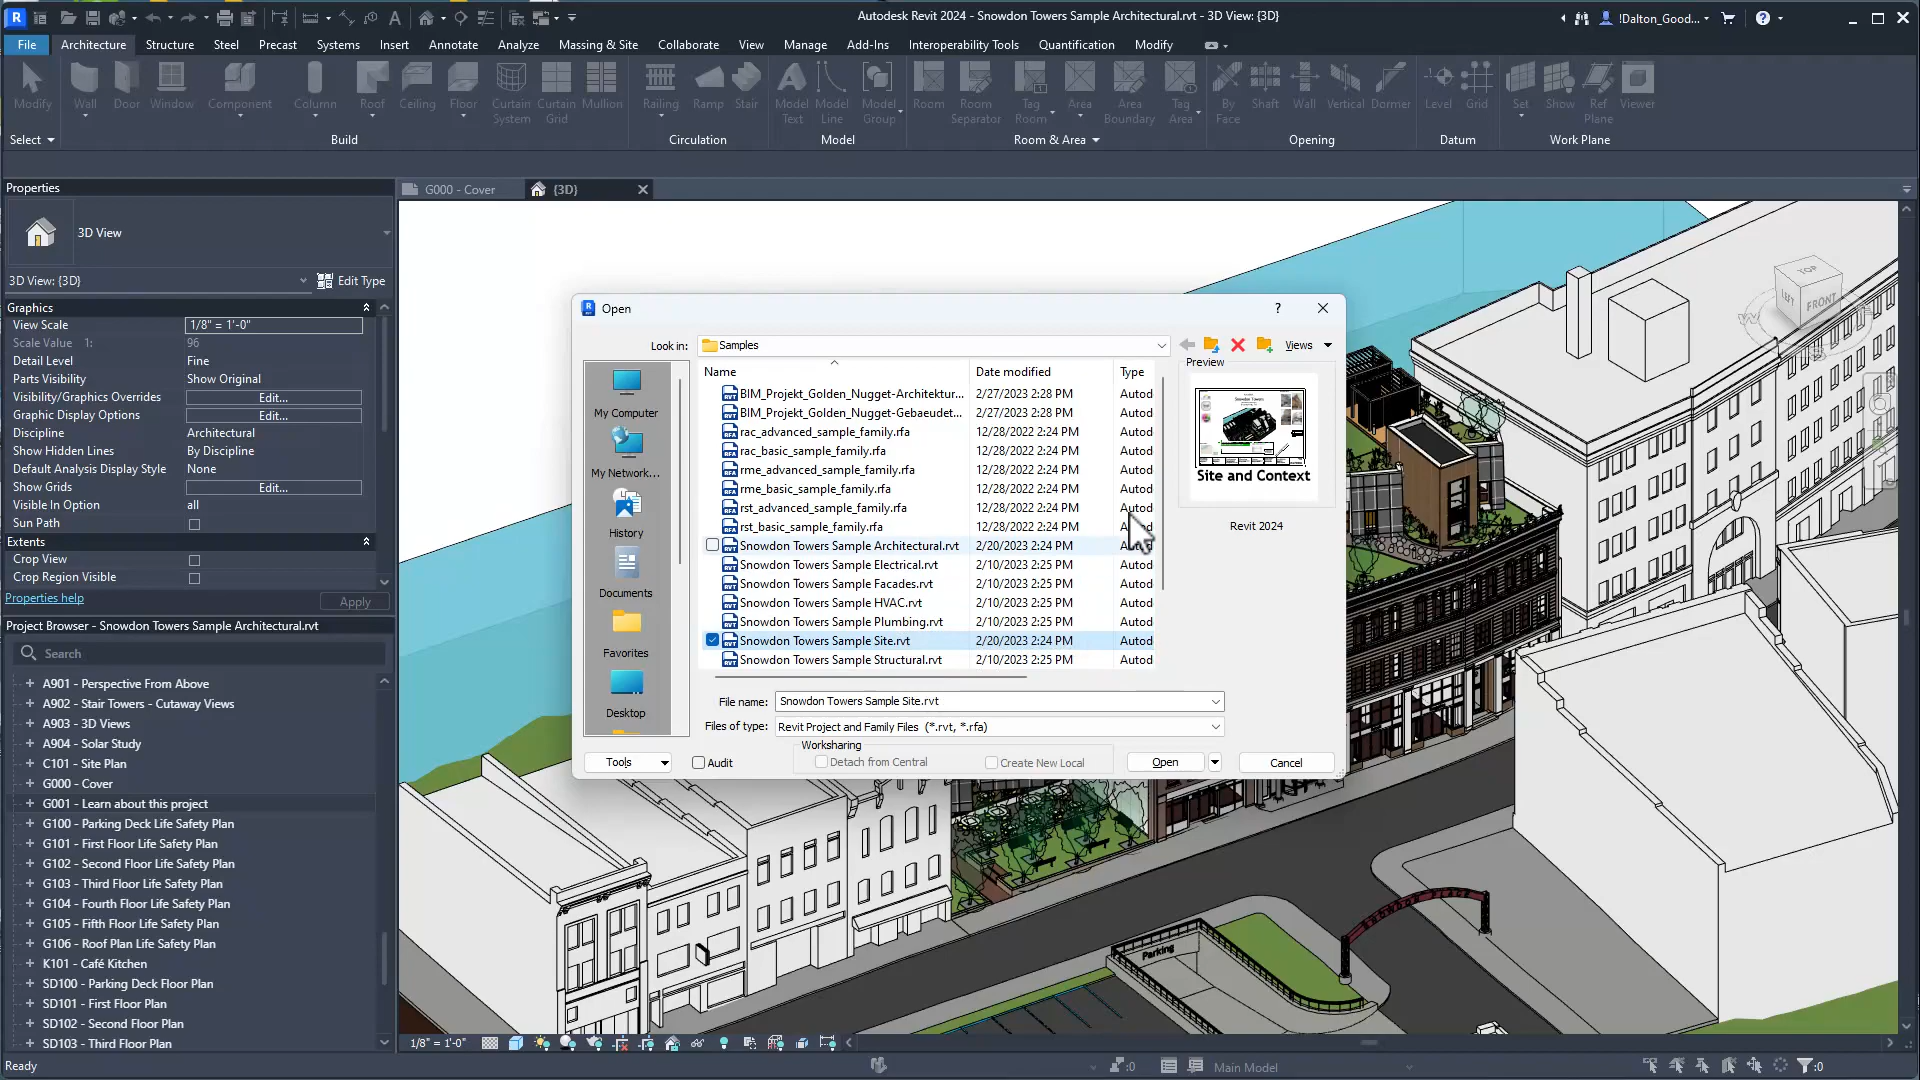 Autodesk Revit 2024 - Snowdon Towers Sample Architectural.rvt - 3D View: {3D}
!Dalton_Good...
File Architecture Structure Steel Precast Systems Insert Annotate Analyze Massing & Site Collaborate View Manage Add-Ins Interoperability Tools Quantification Modify
Modify Wall Door Window Component Column Roof Ceiling Floor Curtain System Curtain Grid Mullion Railing Ramp Stair Model Text Model Line Model Group Room Room Separator Tag Room Area Area Boundary Tag Area By Face Shaft Wall Vertical Dormer Level Grid Set Show Ref Plane Viewer
Select Build Circulation Model Room & Area Opening Datum Work Plane
Properties
G000 - Cover {3D}
3D View
3D View: {3D} Edit Type
Graphics
View Scale 1/8" = 1'-0"
Scale Value 1: 96
Detail Level Fine
Parts Visibility Show Original
Visibility/Graphics Overrides Edit...
Graphic Display Options Edit...
Discipline Architectural
Show Hidden Lines By Discipline
Default Analysis Display Style None
Show Grids Edit...
Visible In Option all
Sun Path
Extents
Crop View
Crop Region Visible
Properties help Apply
Project Browser - Snowdon Towers Sample Architectural.rvt
Search
A901 - Perspective From Above
A902 - Stair Towers - Cutaway Views
A903 - 3D Views
A904 - Solar Study
C101 - Site Plan
G000 - Cover
G001 - Learn about this project
G100 - Parking Deck Life Safety Plan
G101 - First Floor Life Safety Plan
G102 - Second Floor Life Safety Plan
G103 - Third Floor Life Safety Plan
G104 - Fourth Floor Life Safety Plan
G105 - Fifth Floor Life Safety Plan
G106 - Roof Plan Life Safety Plan
K101 - Café Kitchen
SD100 - Parking Deck Floor Plan
SD101 - First Floor Plan
SD102 - Second Floor Plan
SD103 - Third Floor Plan
Open
Look in: Samples Views
My Computer
My Network...
History
Documents
Favorites
Desktop
Name Date modified Type
BIM_Projekt_Golden_Nugget-Architektur... 2/27/2023 2:28 PM Autod
BIM_Projekt_Golden_Nugget-Gebaeudet... 2/27/2023 2:28 PM Autod
rac_advanced_sample_family.rfa 12/28/2022 2:24 PM Autod
rac_basic_sample_family.rfa 12/28/2022 2:24 PM Autod
rme_advanced_sample_family.rfa 12/28/2022 2:24 PM Autod
rme_basic_sample_family.rfa 12/28/2022 2:24 PM Autod
rst_advanced_sample_family.rfa 12/28/2022 2:24 PM Autod
rst_basic_sample_family.rfa 12/28/2022 2:24 PM Autod
Snowdon Towers Sample Architectural.rvt 2/20/2023 2:24 PM Autod
Snowdon Towers Sample Electrical.rvt 2/10/2023 2:25 PM Autod
Snowdon Towers Sample Facades.rvt 2/10/2023 2:25 PM Autod
Snowdon Towers Sample HVAC.rvt 2/10/2023 2:25 PM Autod
Snowdon Towers Sample Plumbing.rvt 2/10/2023 2:25 PM Autod
Snowdon Towers Sample Site.rvt 2/20/2023 2:24 PM Autod
Snowdon Towers Sample Structural.rvt 2/10/2023 2:25 PM Autod
Preview
Site and Context
Revit 2024
File name: Snowdon Towers Sample Site.rvt
Files of type: Revit Project and Family Files (*.rvt, *.rfa)
Worksharing
Tools Audit Detach from Central Create New Local Open Cancel
TOP
LEFT FRONT
W
Parking
1/8" = 1'-0"
Ready :0 Main Model :0